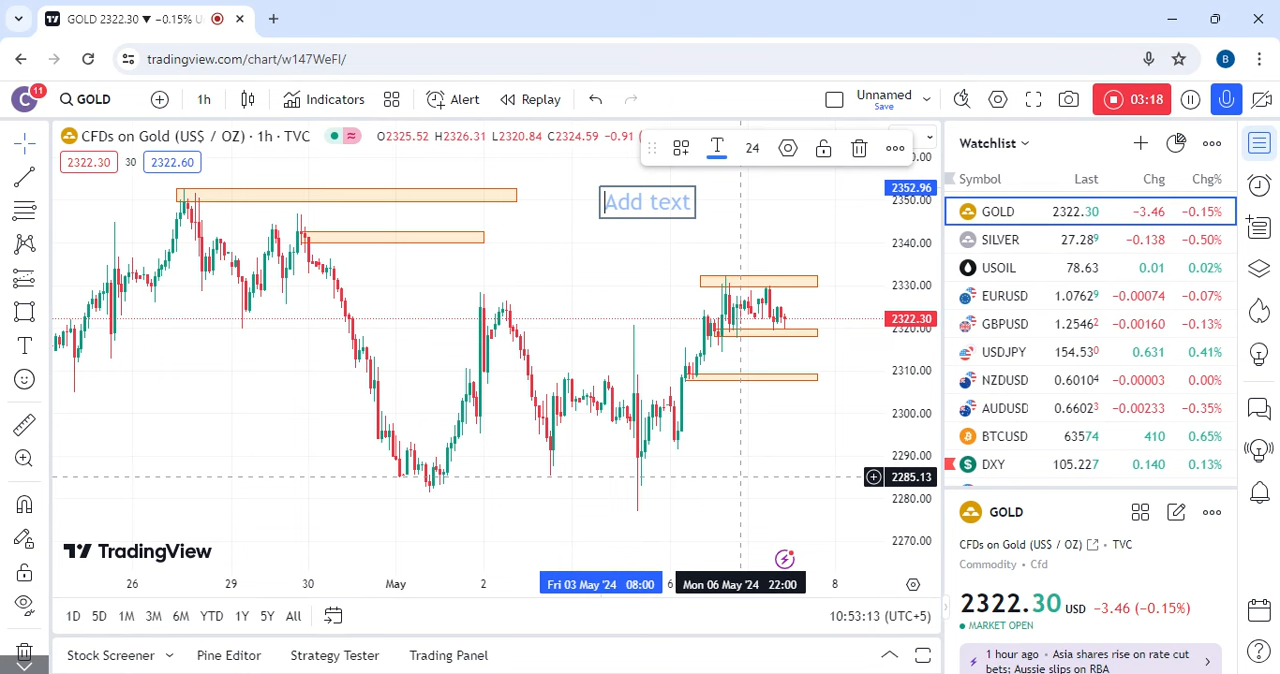 GOLD 2322.30 ▼ −0.15% U
tradingview.com/chart/w147WeFI/
B
C 11 GOLD 1h Indicators Alert Replay Unnamed Save 03:18
CFDs on Gold (US$ / OZ) · 1h · TVC O2325.52 H2326.31 L2320.84 C2324.59 −0.91
2322.30 30 2322.60
T 24
Add text
2352.96
2350.00
2340.00
2330.00
2322.30
2320.00
2310.00
2300.00
2290.00
2285.13
2280.00
2270.00
TradingView
26 29 30 May 2 Fri 03 May '24 08:00 6 Mon 06 May '24 22:00 8
1D 5D 1M 3M 6M YTD 1Y 5Y All 10:53:13 (UTC+5)
Stock Screener Pine Editor Strategy Tester Trading Panel
Watchlist
Symbol Last Chg Chg%
GOLD 2322.30 −3.46 −0.15%
SILVER 27.289 −0.138 −0.50%
USOIL 78.63 0.01 0.02%
EURUSD 1.07629 −0.00074 −0.07%
GBPUSD 1.25462 −0.00160 −0.13%
USDJPY 154.530 0.631 0.41%
NZDUSD 0.60104 −0.00003 0.00%
AUDUSD 0.66023 −0.00233 −0.35%
BTCUSD 63574 410 0.65%
DXY 105.227 0.140 0.13%
GOLD
CFDs on Gold (US$ / OZ) • TVC
Commodity • Cfd
2322.30 USD −3.46 (−0.15%)
MARKET OPEN
1 hour ago • Asia shares rise on rate cut
bets; Aussie slips on RBA